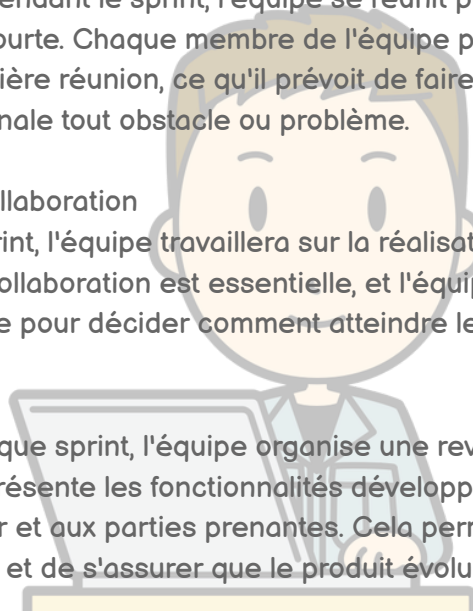 pendant le sprint, l'équipe se réunit p
ourte. Chaque membre de l'équipe p
ière réunion, ce qu'il prévoit de faire
nale tout obstacle ou problème.
llaboration
rint, l'équipe travaillera sur la réalisat
ollaboration est essentielle, et l'équi
e pour décider comment atteindre le
que sprint, l'équipe organise une rev
résente les fonctionnalités développ
r et aux parties prenantes. Cela perr
et de s'assurer que le produit évolu